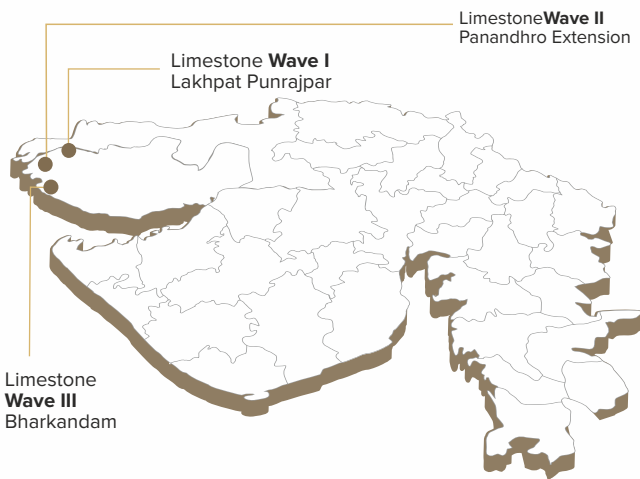 LimestoneWave II
Panandhro Extension
Limestone Wave I
Lakhpat Punrajpar
Limestone
Wave III
Bharkandam